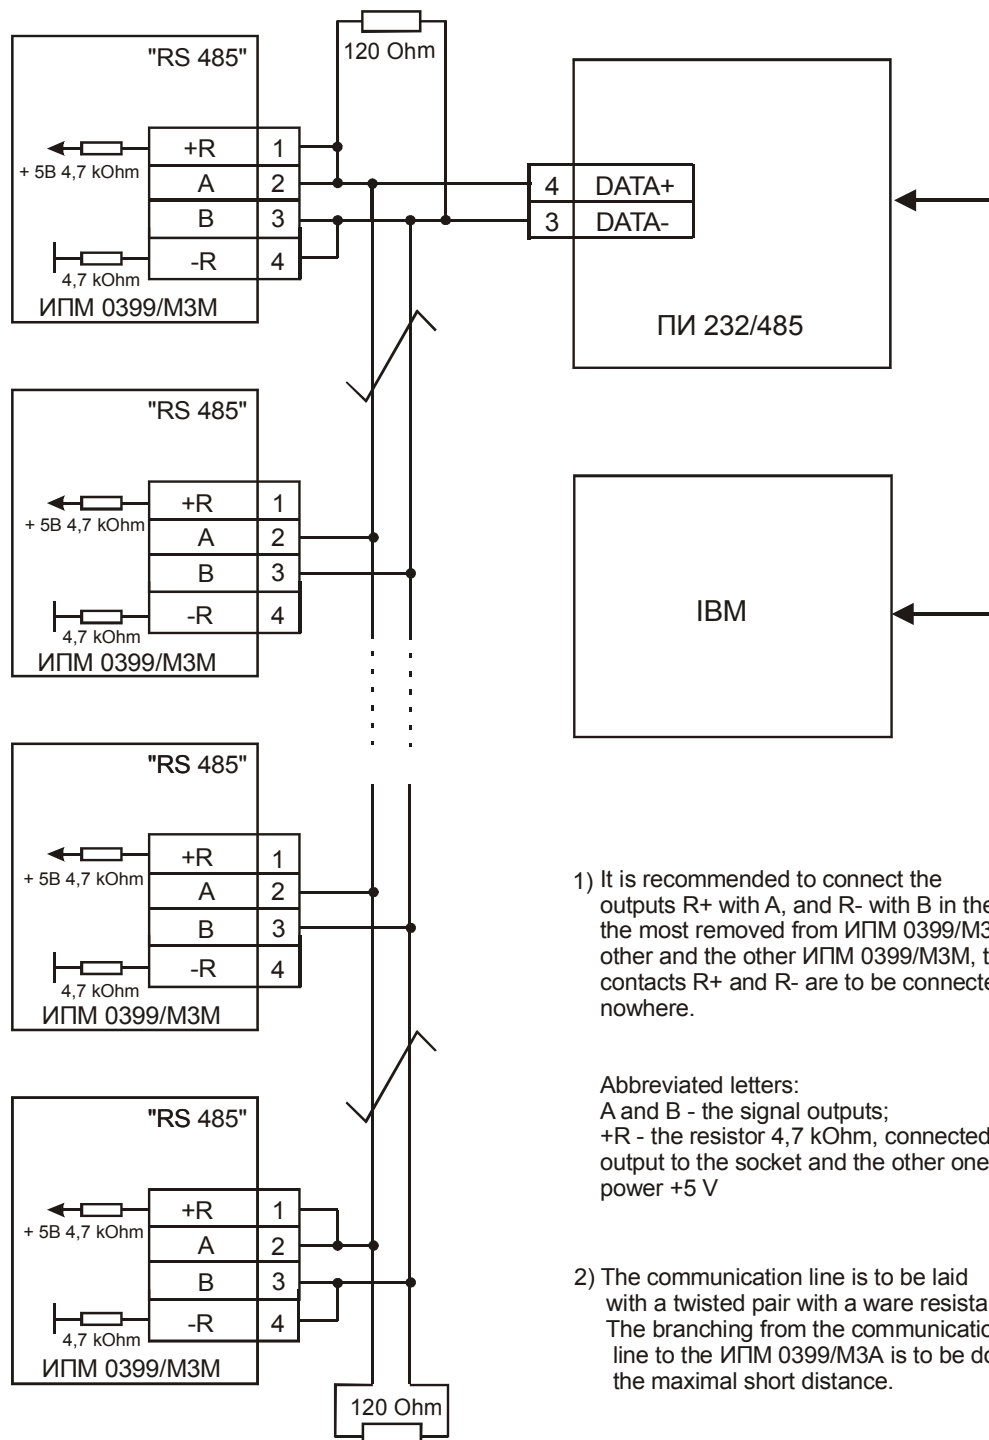 "RS 485"
+R 1
A 2
B 3
-R 4
+ 5В 4,7 kOhm
4,7 kOhm
ИПМ 0399/М3М
120 Ohm
4 DATA+
3 DATA-
ПИ 232/485
"RS 485"
+R 1
A 2
B 3
-R 4
+ 5В 4,7 kOhm
4,7 kOhm
ИПМ 0399/М3М
IBM
"RS 485"
+R 1
A 2
B 3
-R 4
+ 5В 4,7 kOhm
4,7 kOhm
ИПМ 0399/М3М
"RS 485"
+R 1
A 2
B 3
-R 4
+ 5В 4,7 kOhm
4,7 kOhm
ИПМ 0399/М3М
120 Ohm
1) It is recommended to connect the
outputs R+ with A, and R- with B in the
the most removed from ИПМ 0399/М3
other and the other ИПМ 0399/М3М, t
contacts R+ and R- are to be connecte
nowhere.
Abbreviated letters:
A and B - the signal outputs;
+R - the resistor 4,7 kOhm, connected
output to the socket and the other one
power +5 V
2) The communication line is to be laid
with a twisted pair with a ware resista
The branching from the communicatio
line to the ИПМ 0399/М3А is to be do
the maximal short distance.